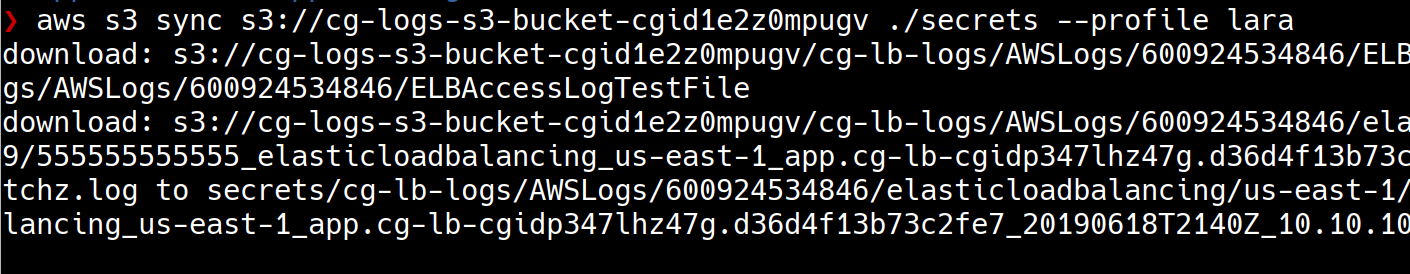 ❯ aws s3 sync s3://cg-logs-s3-bucket-cgid1e2z0mpugv ./secrets --profile lara
download: s3://cg-logs-s3-bucket-cgid1e2z0mpugv/cg-lb-logs/AWSLogs/600924534846/ELB
gs/AWSLogs/600924534846/ELBAccessLogTestFile
download: s3://cg-logs-s3-bucket-cgid1e2z0mpugv/cg-lb-logs/AWSLogs/600924534846/ela
9/555555555555_elasticloadbalancing_us-east-1_app.cg-lb-cgidp347lhz47g.d36d4f13b73c
tchz.log to secrets/cg-lb-logs/AWSLogs/600924534846/elasticloadbalancing/us-east-1/
lancing_us-east-1_app.cg-lb-cgidp347lhz47g.d36d4f13b73c2fe7_20190618T2140Z_10.10.10